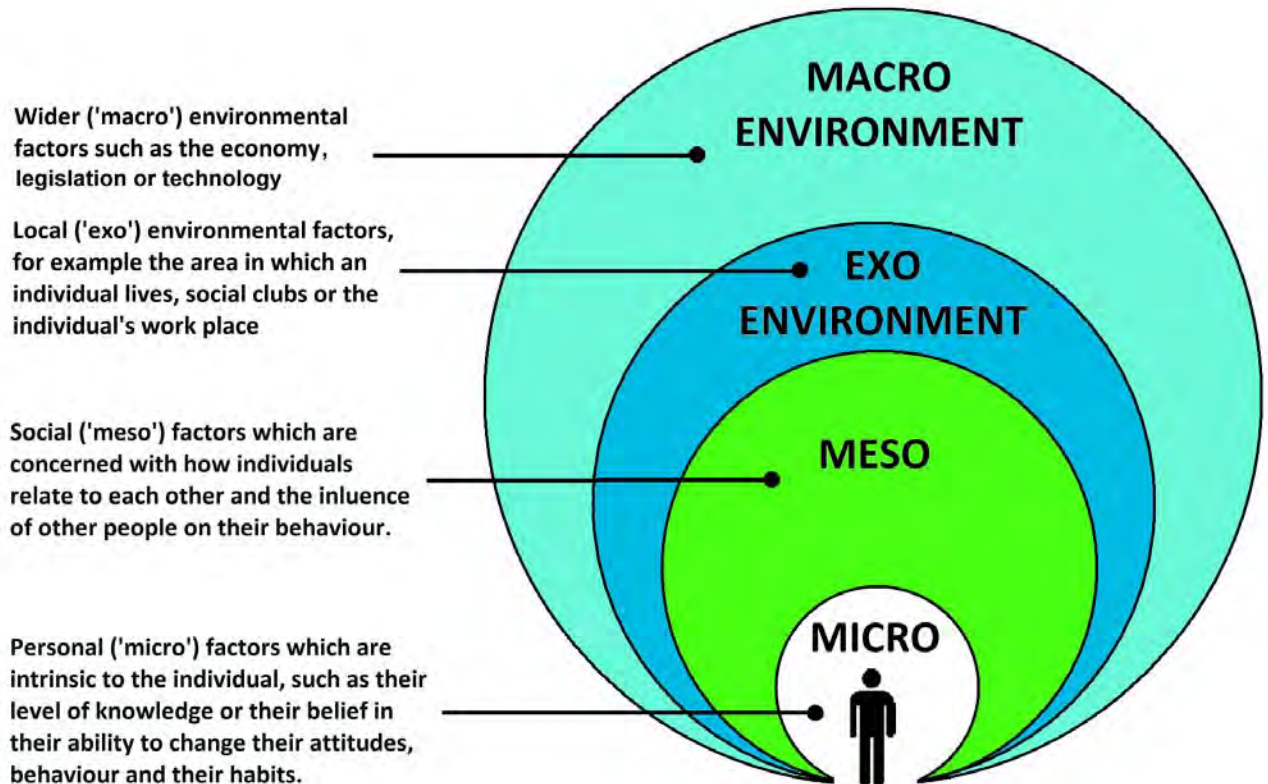 MACRO
ENVIRONMENT
Wider ('macro') environmental
factors such as the economy,
legislation or technology
Local ('exo') environmental factors,
for example the area in which an
individual lives, social clubs or the
individual's work place
EXO
ENVIRONMENT
Social ('meso') factors which are
concerned with how individuals
relate to each other and the inluence
of other people on their behaviour.
MESO
Personal ('micro') factors which are
intrinsic to the individual, such as their
level of knowledge or their belief in
their ability to change their attitudes,
behaviour and their habits.
MICRO